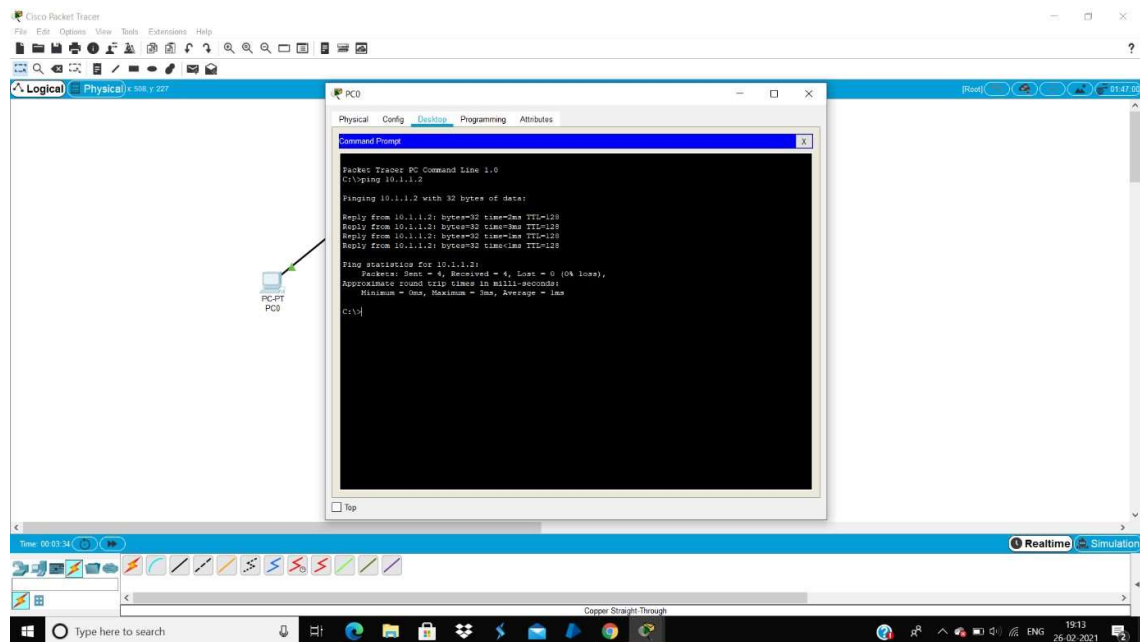 Cisco Packet Tracer
File Edit Options View Tools Extensions Help
?
Logical Physical x: 508, y: 227 [Root] 01:47:00
PC0
Physical Config Desktop Programming Attributes
Command Prompt X
Packet Tracer PC Command Line 1.0
C:\>ping 10.1.1.2
Pinging 10.1.1.2 with 32 bytes of data:
Reply from 10.1.1.2: bytes=32 time=2ms TTL=128
Reply from 10.1.1.2: bytes=32 time=3ms TTL=128
Reply from 10.1.1.2: bytes=32 time=1ms TTL=128
Reply from 10.1.1.2: bytes=32 time<1ms TTL=128
Ping statistics for 10.1.1.2:
Packets: Sent = 4, Received = 4, Lost = 0 (0% loss),
Approximate round trip times in milli-seconds:
Minimum = 0ms, Maximum = 3ms, Average = 1ms
C:\>
PC-PT
PC0
Top
Time: 00:03:34 Realtime Simulation
Copper Straight-Through
Type here to search
ENG
19:13
26-02-2021
2